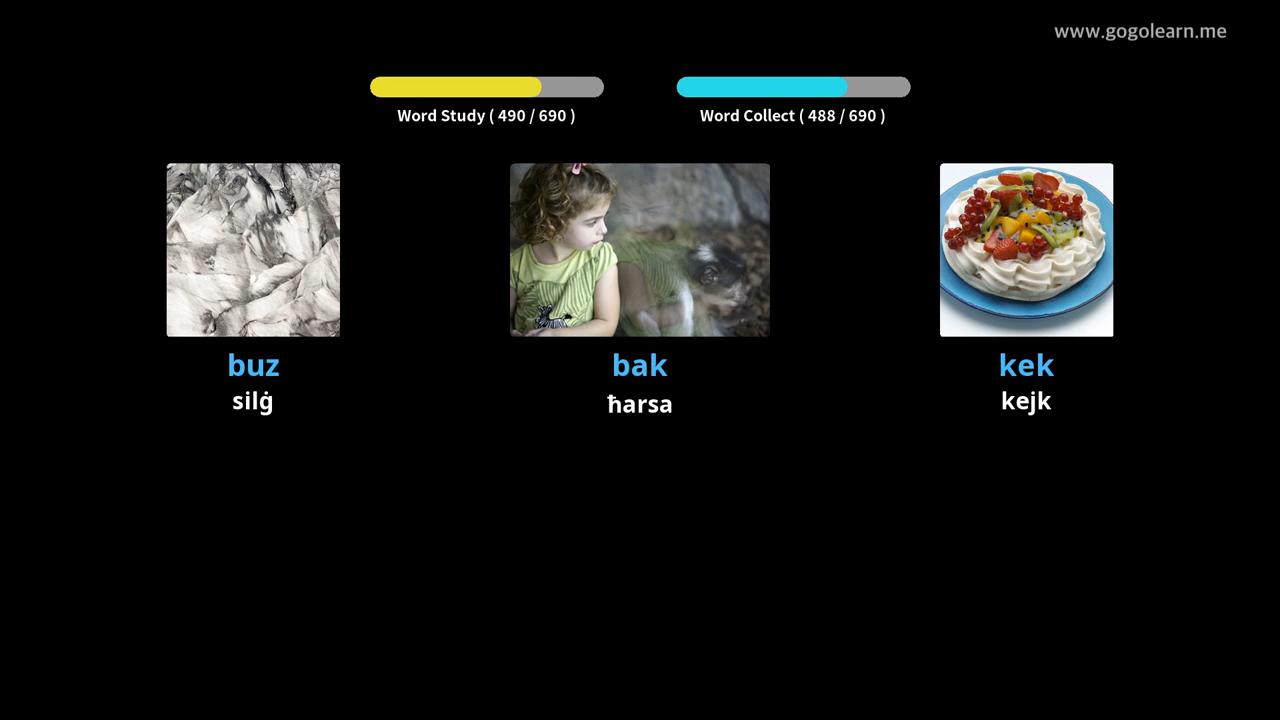 www.gogolearn.me
Word Study ( 490 / 690 )
Word Collect ( 488 / 690 )
buz
bak
kek
silġ
ħarsa
kejk